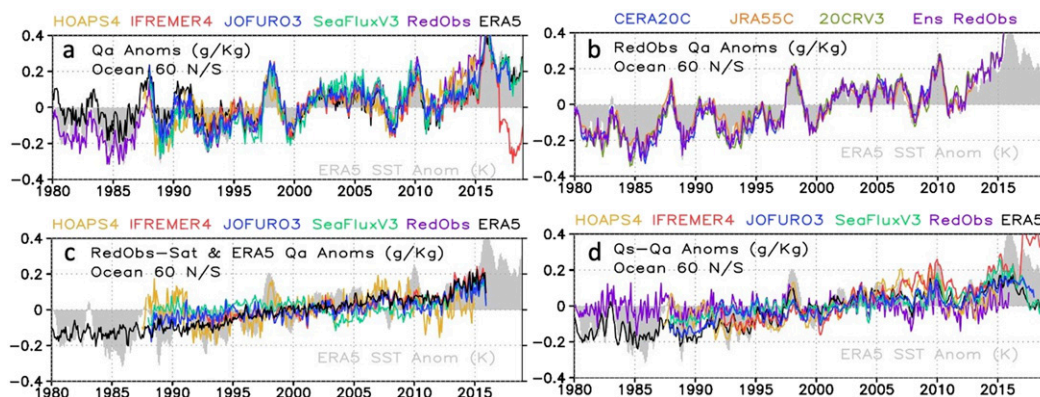 HOAPS4 IFREMER4 JOFURO3 SeaFluxV3 RedObs ERA5
0.4
0.2
0
−0.2
−0.4
a Qa Anoms (g/Kg)
Ocean 60 N/S
ERA5 SST Anom (K)
1980 1985 1990 1995 2000 2005 2010 2015
CERA20C JRA55C 20CRV3 Ens RedObs
0.4
0.2
0
−0.2
−0.4
b RedObs Qa Anoms (g/Kg)
Ocean 60 N/S
ERA5 SST Anom (K)
1980 1985 1990 1995 2000 2005 2010 2015
HOAPS4 IFREMER4 JOFURO3 SeaFluxV3 RedObs ERA5
0.4
0.2
0
−0.2
−0.4
c RedObs−Sat & ERA5 Qa Anoms (g/Kg)
Ocean 60 N/S
ERA5 SST Anom (K)
1980 1985 1990 1995 2000 2005 2010 2015
HOAPS4 IFREMER4 JOFURO3 SeaFluxV3 RedObs ERA5
0.4
0.2
0
−0.2
−0.4
d Qs−Qa Anoms (g/Kg)
Ocean 60 N/S
ERA5 SST Anom (K)
1980 1985 1990 1995 2000 2005 2010 2015